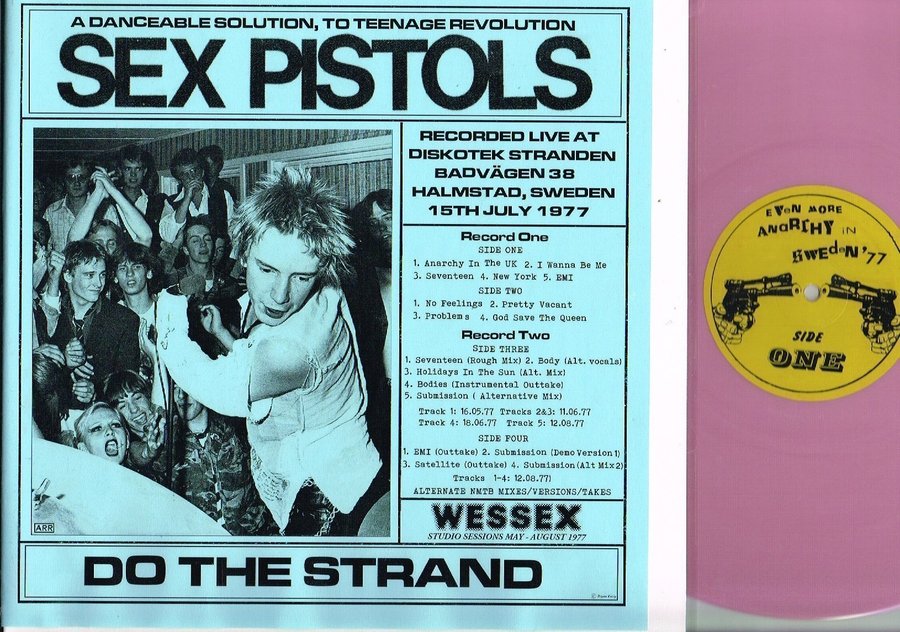 A DANCEABLE SOLUTION, TO TEENAGE REVOLUTION
SEX PISTOLS
RECORDED LIVE AT
DISKOTEK STRANDEN
BADVÄGEN 38
HALMSTAD, SWEDEN
15TH JULY 1977
Record One
SIDE ONE
1. Anarchy In The UK 2. I Wanna Be Me
3. Seventeen 4. New York 5. EMI
SIDE TWO
1. No Feelings 2. Pretty Vacant
3. Problems 4. God Save The Queen
Record Two
SIDE THREE
1. Seventeen (Rough Mix) 2. Body (Alt. vocals)
3. Holidays In The Sun (Alt. Mix)
4. Bodies (Instrumental Outtake)
5. Submission ( Alternative Mix)
Track 1: 16.05.77 Tracks 2&3: 11.06.77
Track 4: 18.06.77 Track 5: 12.08.77
SIDE FOUR
1. EMI (Outtake) 2. Submission (Demo Version 1)
3. Satellite (Outtake) 4. Submission (Alt Mix 2)
Tracks 1-4: 12.08.77)
ALTERNATE NMTB MIXES/VERSIONS/TAKES
WESSEX
STUDIO SESSIONS MAY - AUGUST 1977
ARR
DO THE STRAND
EVeN MORE
ANaRCHY iN
SWEdeN '77
SIDE
ONE